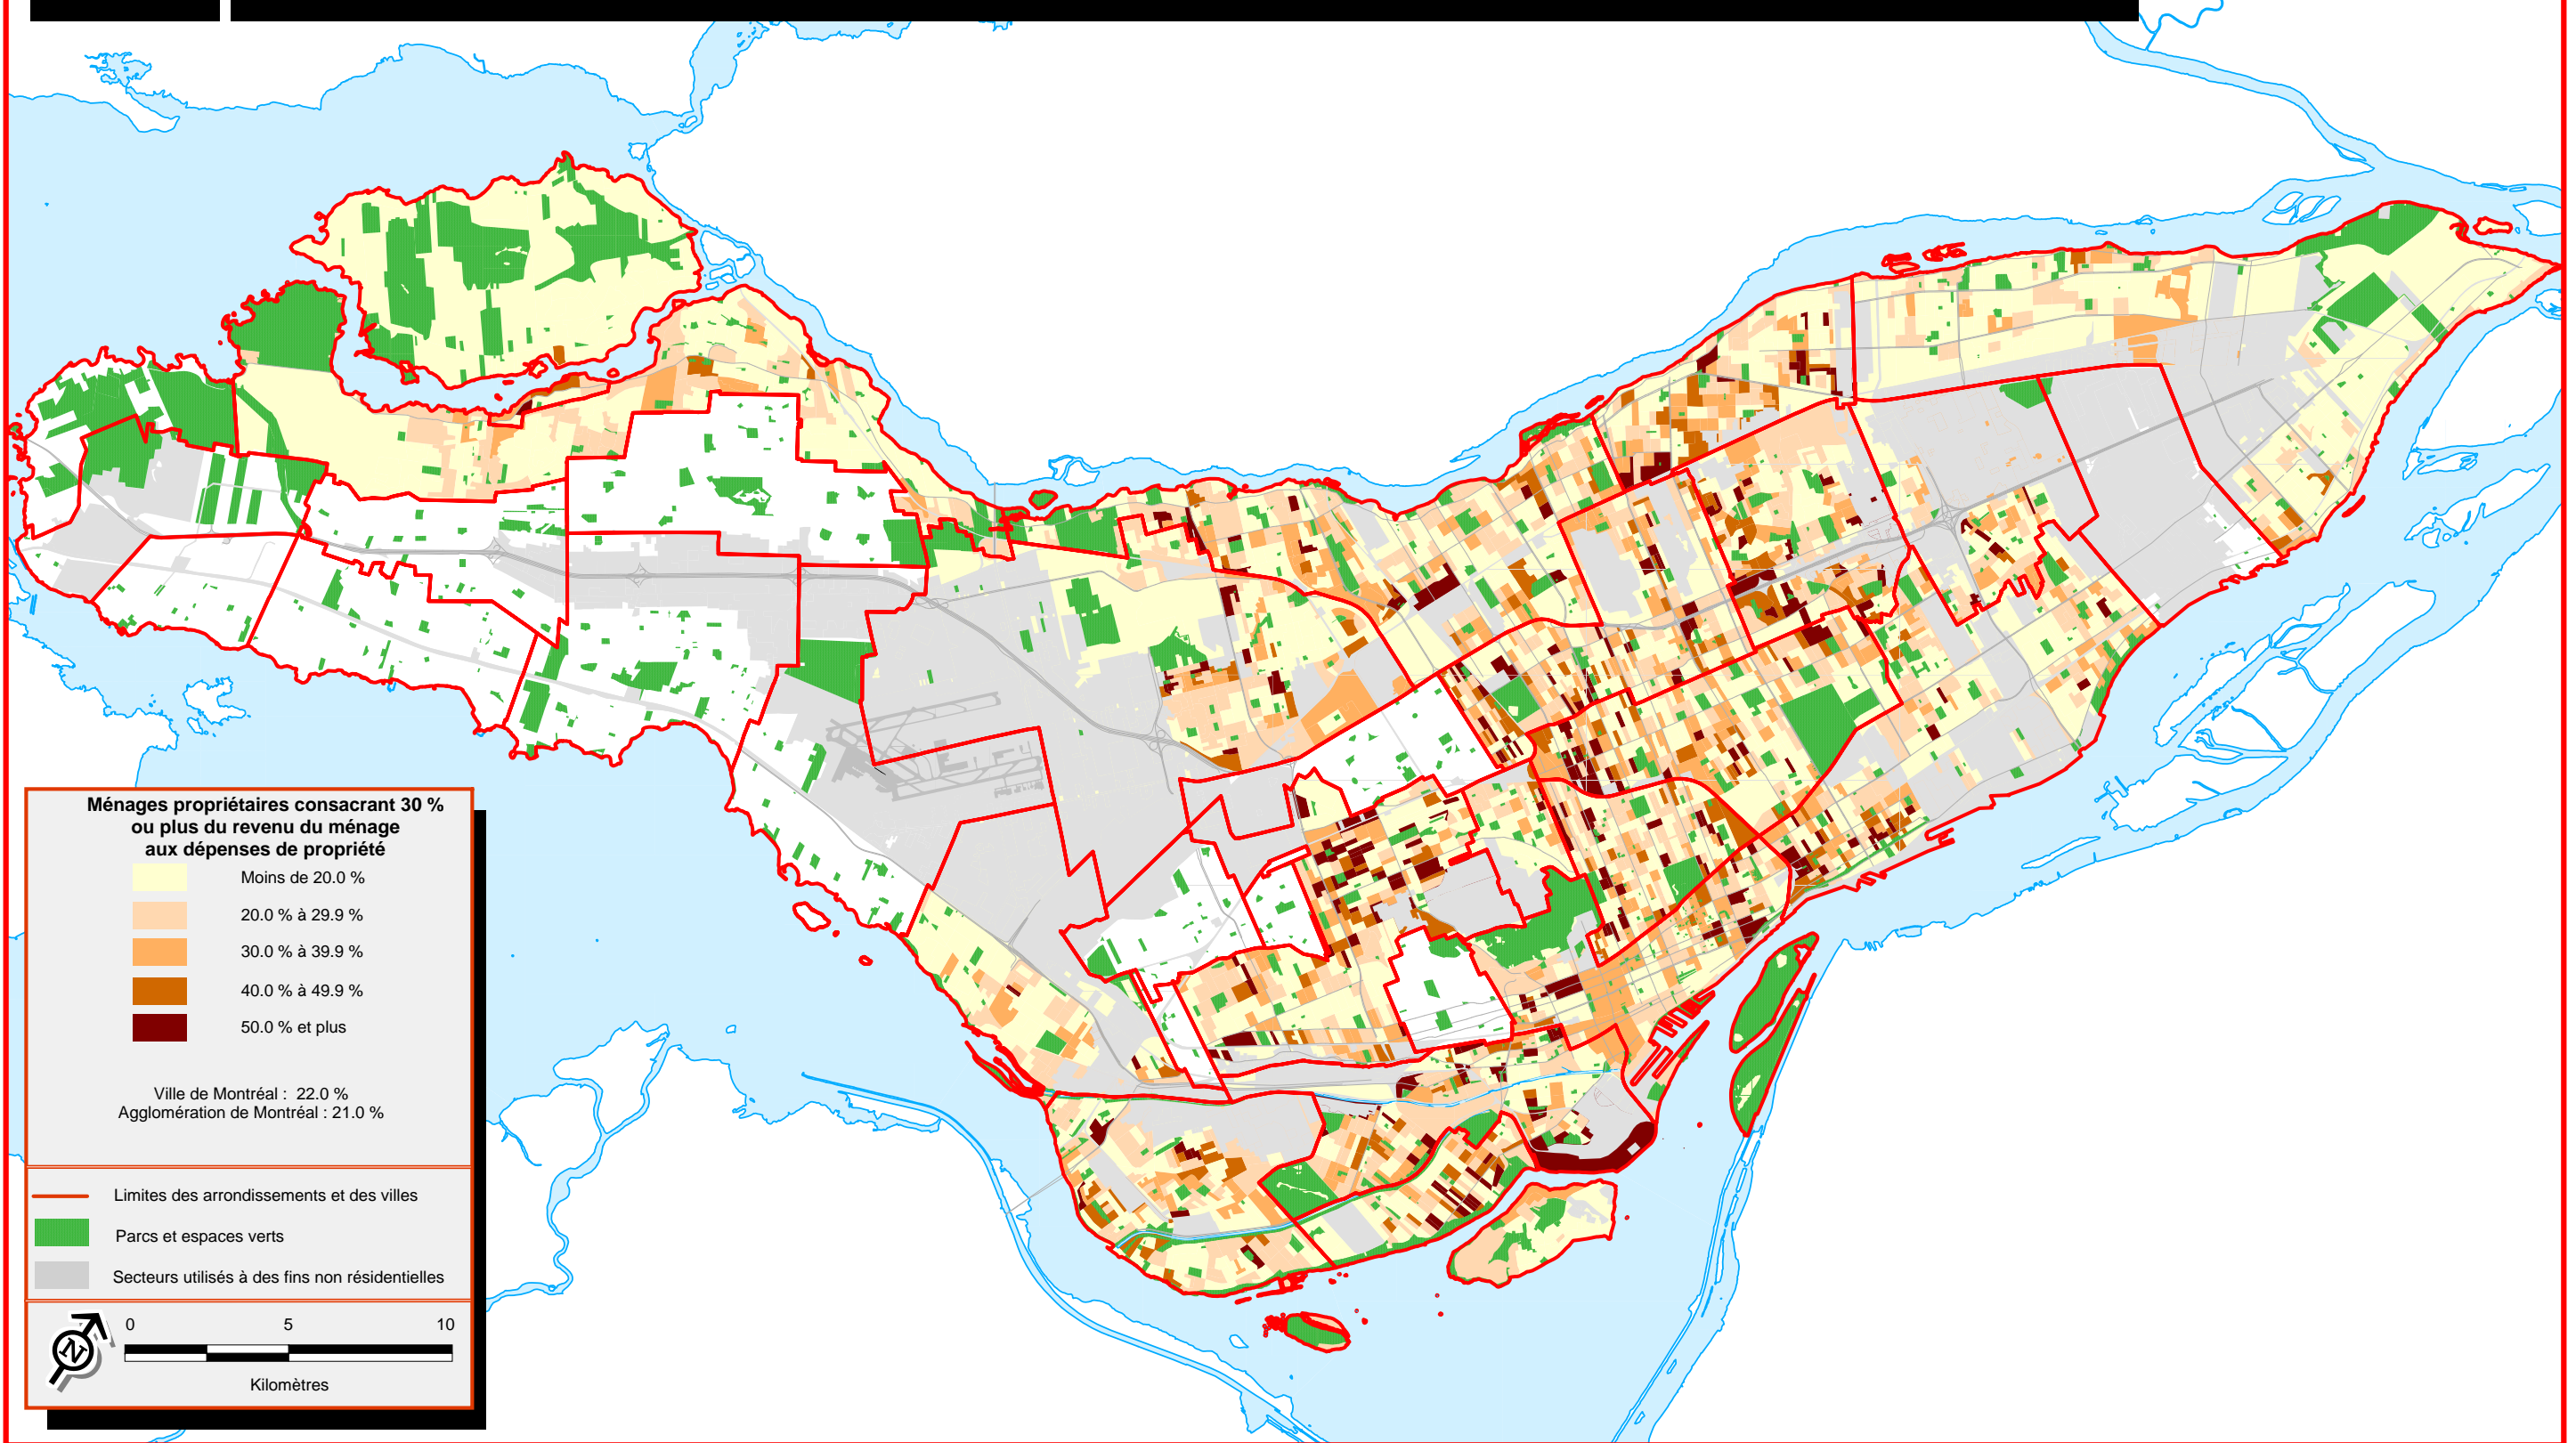 Ménages propriétaires consacrant 30 %
ou plus du revenu du ménage
aux dépenses de propriété
Moins de 20.0 %
20.0 % à 29.9 %
30.0 % à 39.9 %
40.0 % à 49.9 %
50.0 % et plus
Ville de Montréal : 22.0 %
Agglomération de Montréal : 21.0 %
Limites des arrondissements et des villes
Parcs et espaces verts
Secteurs utilisés à des fins non résidentielles
N
0 5 10
Kilomètres